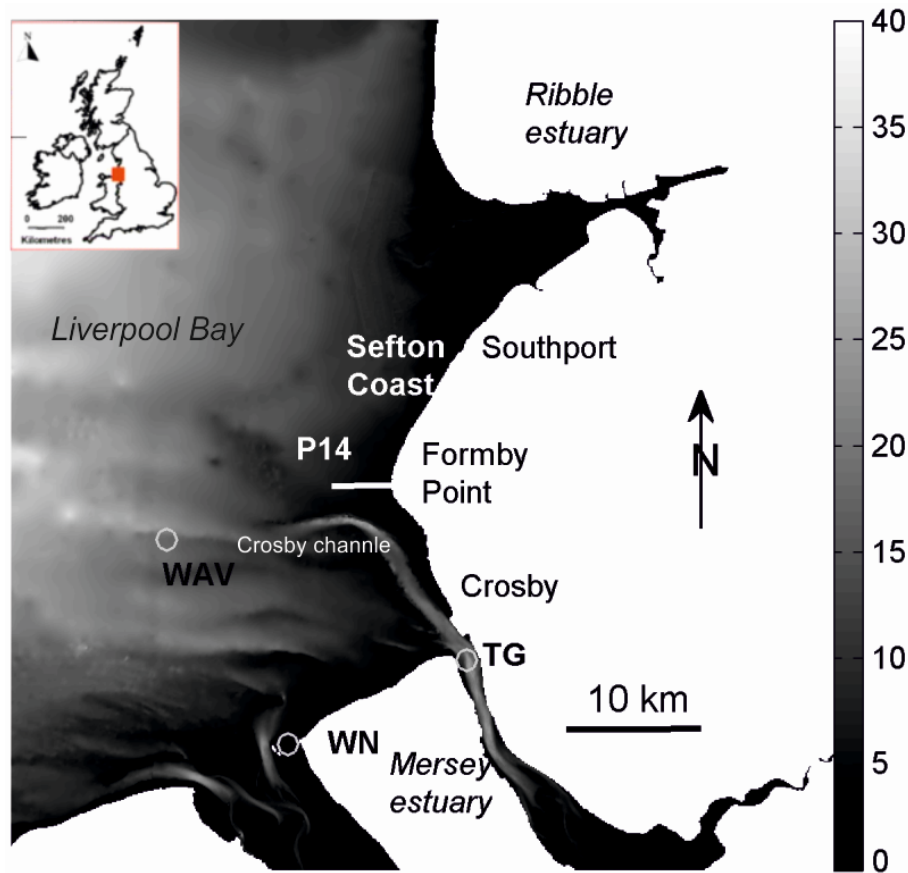 N
0 200
Kilometres
Ribble
estuary
Liverpool Bay
Sefton
Coast
Southport
P14
Formby
Point
N
Crosby channle
WAV
Crosby
TG
10 km
WN
Mersey
estuary
40
35
30
25
20
15
10
5
0